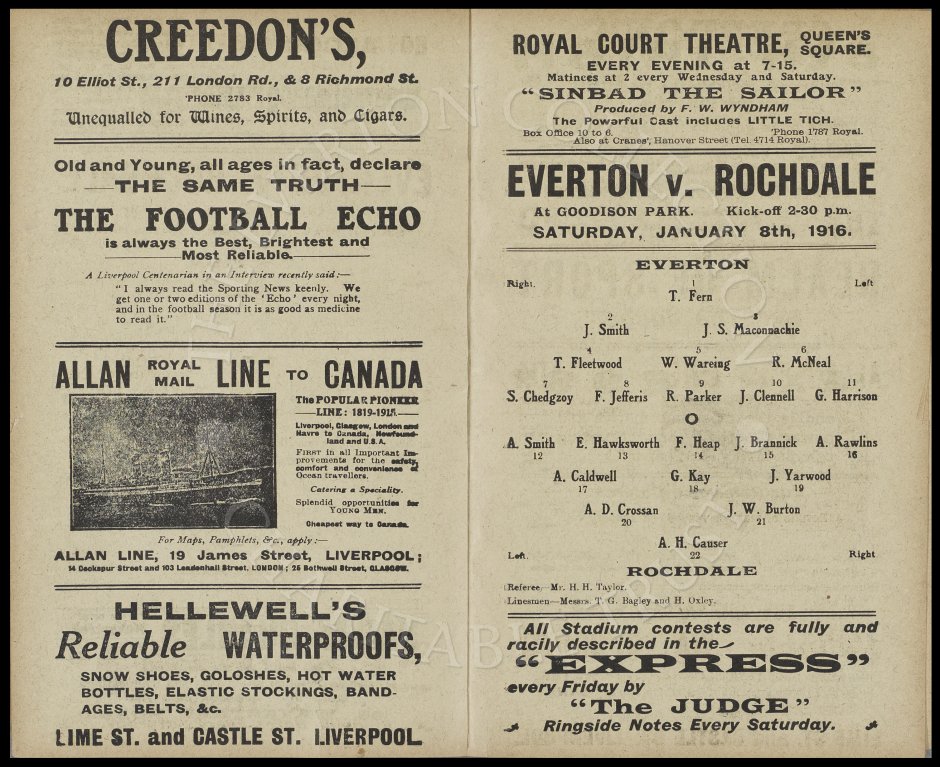 CREEDON'S,
10 Elliot St., 211 London Rd., & 8 Richmond St.
'PHONE 2783 Royal.
Unequalled for Wines, Spirits, and Cigars.
Old and Young, all ages in fact, declare
—THE SAME TRUTH—
THE FOOTBALL ECHO
is always the Best, Brightest and
—Most Reliable.—
A Liverpool Centenarian in an Interview recently said:—
"I always read the Sporting News keenly. We
get one or two editions of the 'Echo' every night,
and in the football season it is as good as medicine
to read it."
ALLAN ROYAL MAIL LINE TO CANADA
The POPULAR PIONEER
—LINE: 1819-1915.—
Liverpool, Glasgow, London and
Havre to Canada, Newfound-
land and U.S.A.
FIRST in all Important Im-
provements for the safety,
comfort and convenience of
Ocean travellers.
Catering a Speciality.
Splendid opportunities for
YOUNG MEN.
Cheapest way to Canada.
For Maps, Pamphlets, &c., apply:—
ALLAN LINE, 19 James Street, LIVERPOOL;
14 Cockspur Street and 103 Leadenhall Street, LONDON; 25 Bothwell Street, GLASGOW.
HELLEWELL'S
Reliable WATERPROOFS,
SNOW SHOES, GOLOSHES, HOT WATER
BOTTLES, ELASTIC STOCKINGS, BAND-
AGES, BELTS, &c.
LIME ST. and CASTLE ST. LIVERPOOL.
ROYAL COURT THEATRE, QUEEN'S SQUARE.
EVERY EVENING at 7-15.
Matinees at 2 every Wednesday and Saturday.
"SINBAD THE SAILOR"
Produced by F. W. WYNDHAM
The Powerful Cast includes LITTLE TICH.
Box Office 10 to 6. 'Phone 1787 Royal.
Also at Cranes', Hanover Street (Tel. 4714 Royal).
EVERTON v. ROCHDALE
At GOODISON PARK. Kick-off 2-30 p.m.
SATURDAY, JANUARY 8th, 1916.
EVERTON
Right. 1 Left
T. Fern
2 3
J. Smith J. S. Maconnachie
4 5 6
T. Fleetwood W. Wareing R. McNeal
7 8 9 10 11
S. Chedgzoy F. Jefferis R. Parker J. Clennell G. Harrison
O
A. Smith E. Hawksworth F. Heap J. Brannick A. Rawlins
12 13 14 15 16
A. Caldwell G. Kay J. Yarwood
17 18 19
A. D. Crossan J. W. Burton
20 21
A. H. Causer
Left. 22 Right
ROCHDALE
Referee—Mr. H. H. Taylor.
Linesmen—Messrs. T. G. Bagley and H. Oxley.
All Stadium contests are fully and
racily described in the
"EXPRESS"
every Friday by
"The JUDGE"
Ringside Notes Every Saturday.